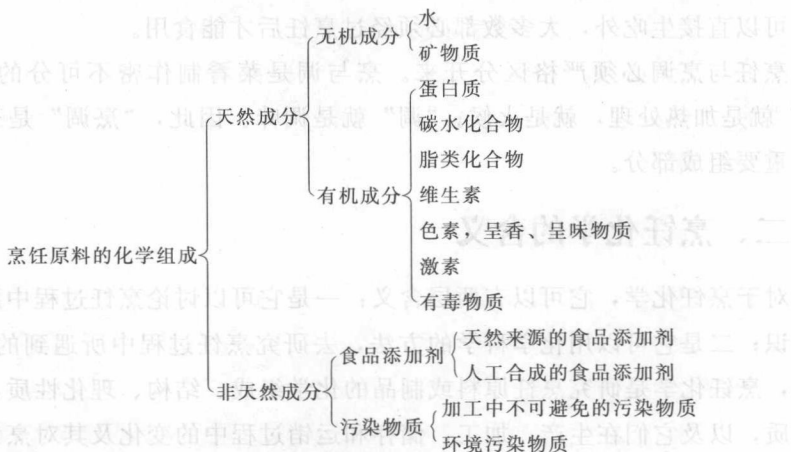 水
无机成分
矿物质
蛋白质
天然成分
碳水化合物
脂类化合物
有机成分
维生素
色素，呈香、呈味物质
激素
烹饪原料的化学组成
有毒物质
天然来源的食品添加剂
食品添加剂
人工合成的食品添加剂
非天然成分
加工中不可避免的污染物质
污染物质
环境污染物质